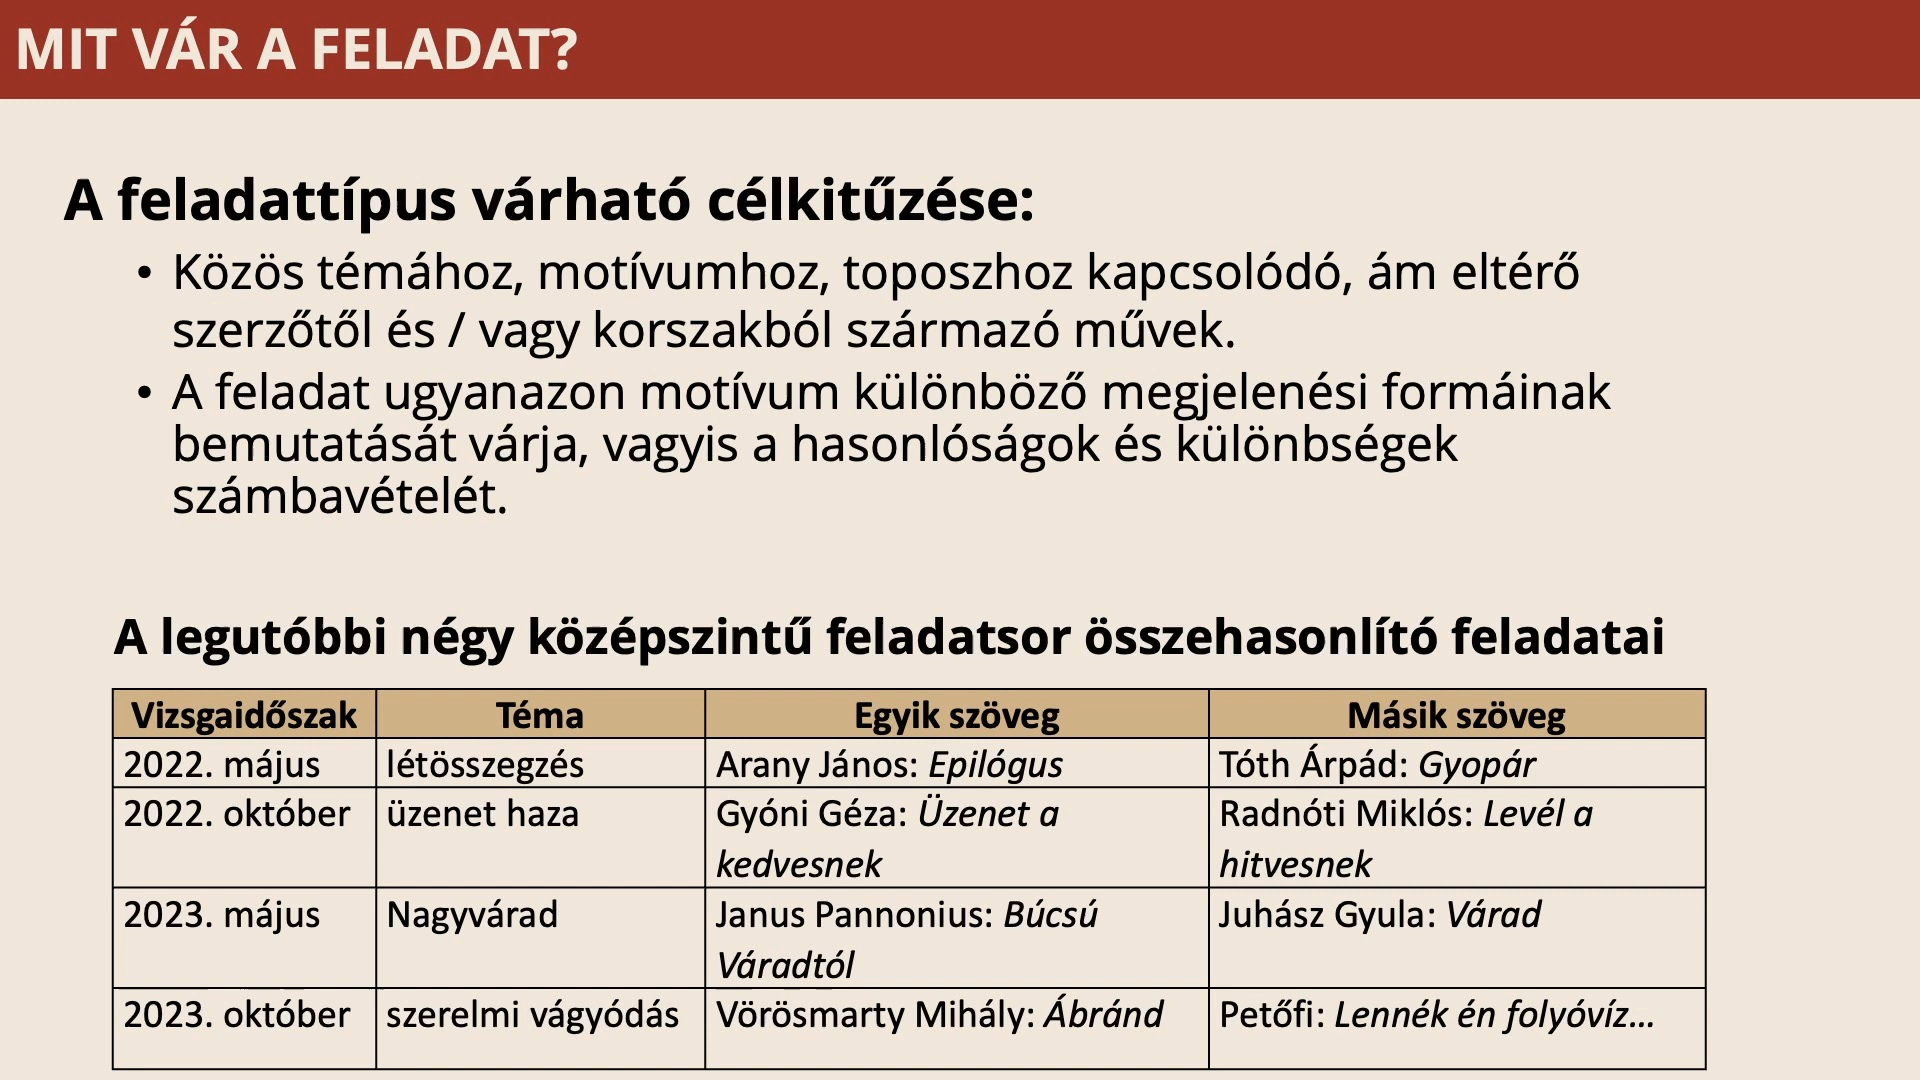 MIT VÁR A FELADAT?
A feladattípus várható célkitűzése:
• Közös témához, motívumhoz, toposzhoz kapcsolódó, ám eltérő
szerzőtől és / vagy korszakból származó művek.
• A feladat ugyanazon motívum különböző megjelenési formáinak
bemutatását várja, vagyis a hasonlóságok és különbségek
számbavételét.
A legutóbbi négy középszintű feladatsor összehasonlító feladatai
Vizsgaidőszak Téma Egyik szöveg Másik szöveg
2022. május létösszegzés Arany János: Epilógus Tóth Árpád: Gyopár
2022. október üzenet haza Gyóni Géza: Üzenet a Radnóti Miklós: Levél a
kedvesnek hitvesnek
2023. május Nagyvárad Janus Pannonius: Búcsú Juhász Gyula: Várad
Váradtól
2023. október szerelmi vágyódás Vörösmarty Mihály: Ábránd Petőfi: Lennék én folyóvíz…